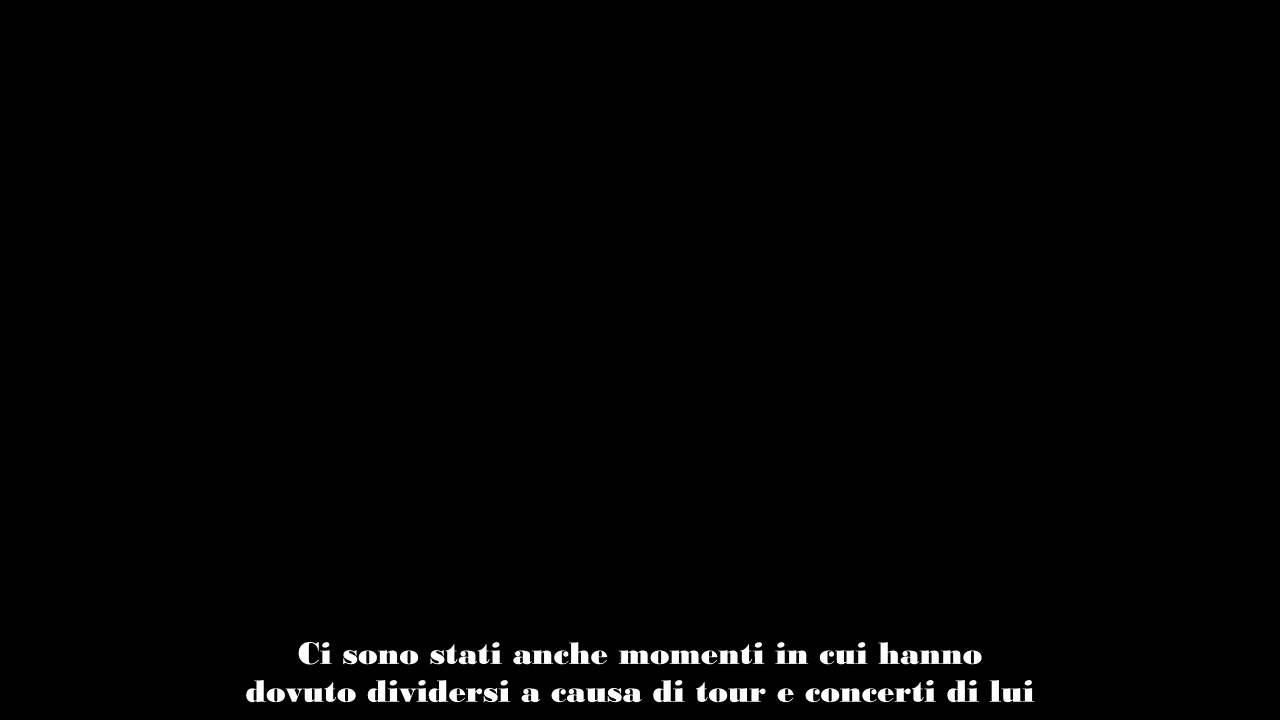 Ci sono stati anche momenti in cui hanno
dovuto dividersi a causa di tour e concerti di lui